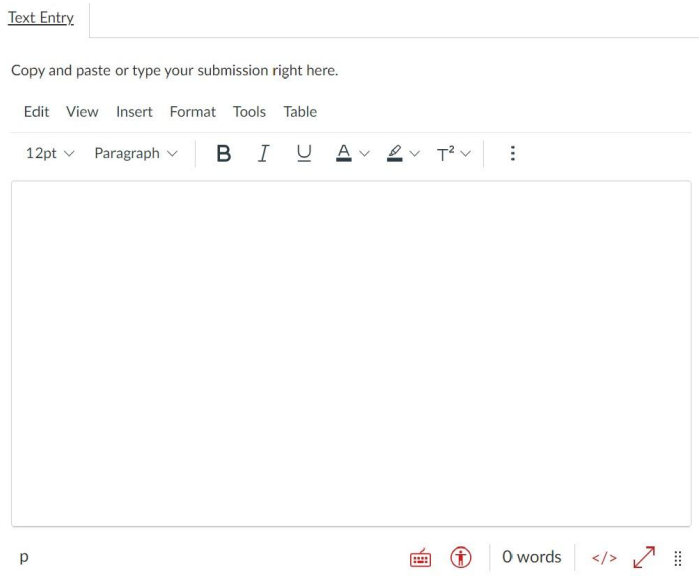 Text Entry
Copy and paste or type your submission right here.
Edit View Insert Format Tools Table
12pt Paragraph B I U A T²
p 0 words </>